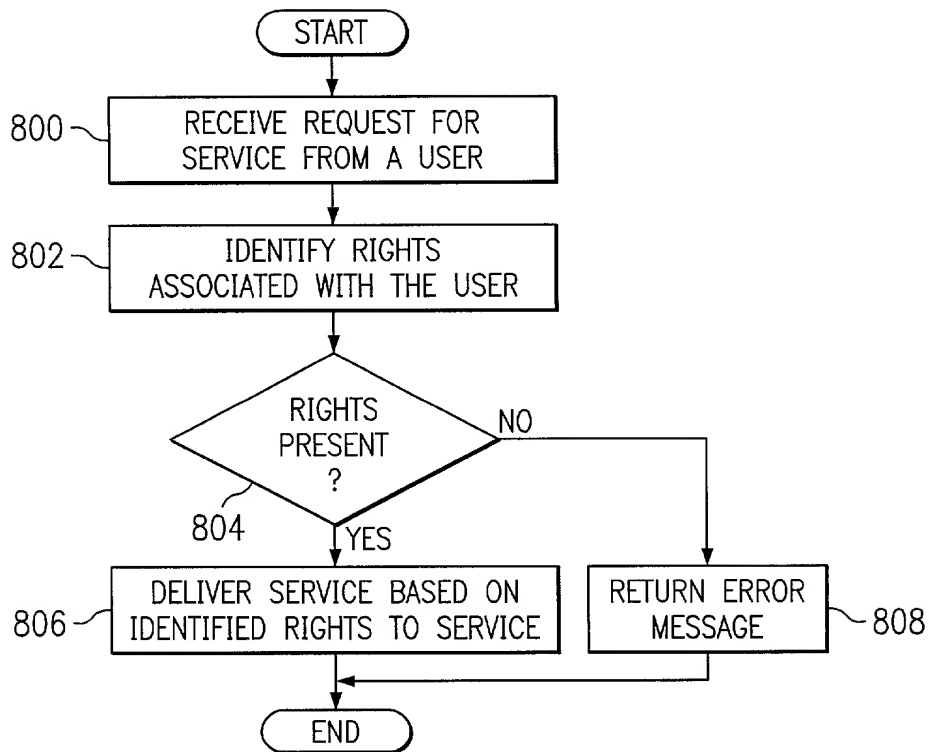 START
800
RECEIVE REQUEST FOR
SERVICE FROM A USER
802
IDENTIFY RIGHTS
ASSOCIATED WITH THE USER
RIGHTS
PRESENT
?
NO
804
YES
806
DELIVER SERVICE BASED ON
IDENTIFIED RIGHTS TO SERVICE
RETURN ERROR
MESSAGE
808
END